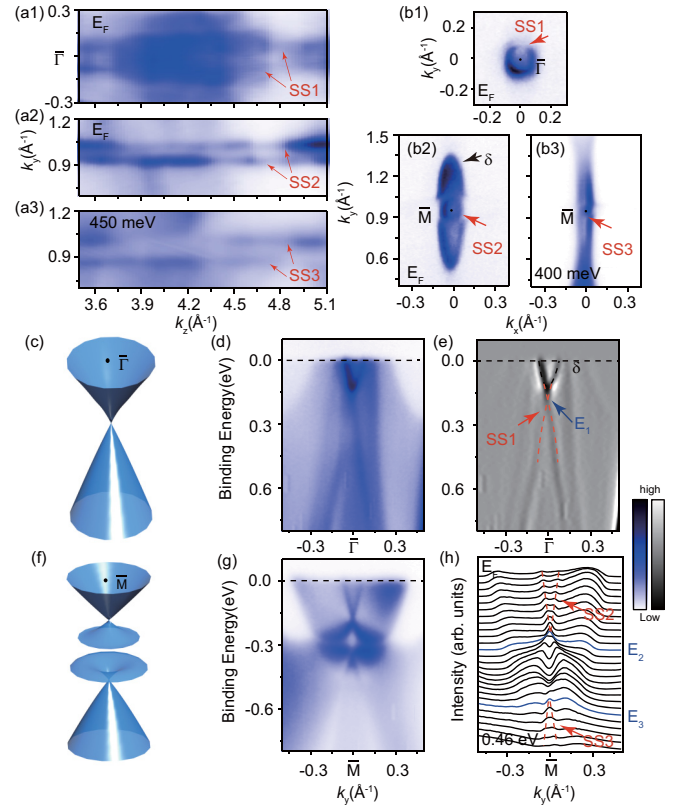 (a1)
0.3
E_F
Γ̄
-0.3
SS1
(a2)
1.2
E_F
0.9
SS2
k_y(Å⁻¹)
(a3)
1.2
450 meV
0.9
SS3
3.6 3.9 4.2 4.5 4.8 5.1
k_z(Å⁻¹)
(b1)
0.2
0
-0.2
k_y(Å⁻¹)
SS1
Γ̄
E_F
-0.3 0 0.3
(b2)
1.5
1.2
0.9
0.6
k_y(Å⁻¹)
δ
M̄
SS2
E_F
0
(b3)
M̄
SS3
400 meV
0
k_x(Å⁻¹)
(c)
Γ̄
(d)
0.0
0.3
0.6
Binding Energy(eV)
-0.3 Γ̄ 0.3
(e)
0.0
0.3
0.6
δ
E₁
SS1
-0.3 Γ̄ 0.3
high
Low
(f)
M̄
(g)
0.0
-0.3
-0.6
Binding Energy(eV)
-0.3 M̄ 0.3
k_y(Å⁻¹)
(h)
E_F
SS2
E₂
E₃
SS3
0.46 eV
Intensity (arb. units)
-0.3 M̄ 0.3
k_y(Å⁻¹)